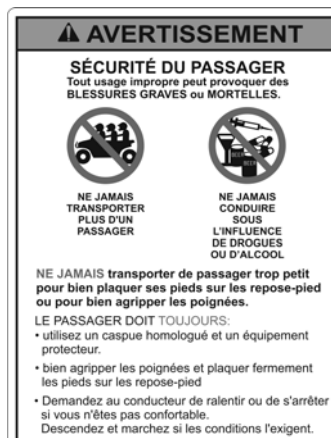 AVERTISSEMENT
SÉCURITÉ DU PASSAGER
Tout usage impropre peut provoquer des
BLESSURES GRAVES ou MORTELLES.
NE JAMAIS
TRANSPORTER
PLUS D'UN
PASSAGER
BEER
BEER
NE JAMAIS
CONDUIRE
SOUS
L'INFLUENCE
DE DROGUES
OU D'ALCOOL
NE JAMAIS transporter de passager trop petit
pour bien plaquer ses pieds sur les repose-pied
ou pour bien agripper les poignées.
LE PASSAGER DOIT TOUJOURS:
• utilisez un caspue homologué et un équipement
protecteur.
• bien agripper les poignées et plaquer fermement
les pieds sur les repose-pied
• Demandez au conducteur de ralentir ou de s'arrêter
si vous n'êtes pas confortable.
Descendez et marchez si les conditions l'exigent.